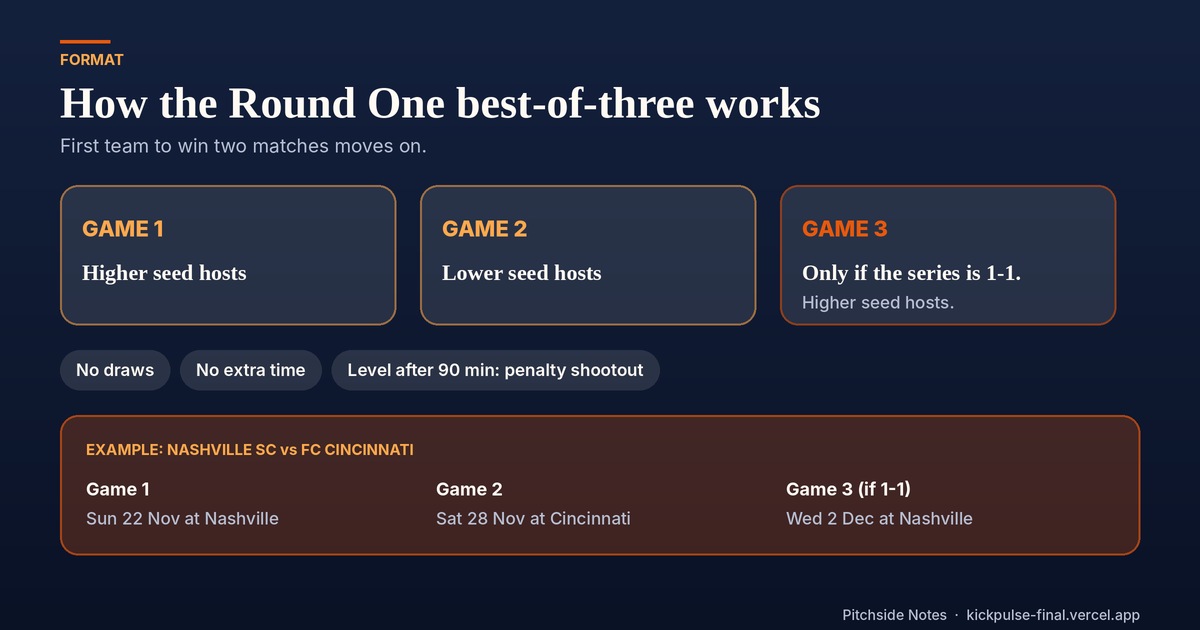 FORMAT
How the Round One best-of-three works
First team to win two matches moves on.
GAME 1
Higher seed hosts
GAME 2
Lower seed hosts
GAME 3
Only if the series is 1-1.
Higher seed hosts.
No draws
No extra time
Level after 90 min: penalty shootout
EXAMPLE: NASHVILLE SC vs FC CINCINNATI
Game 1
Sun 22 Nov at Nashville
Game 2
Sat 28 Nov at Cincinnati
Game 3 (if 1-1)
Wed 2 Dec at Nashville
Pitchside Notes · kickpulse-final.vercel.app